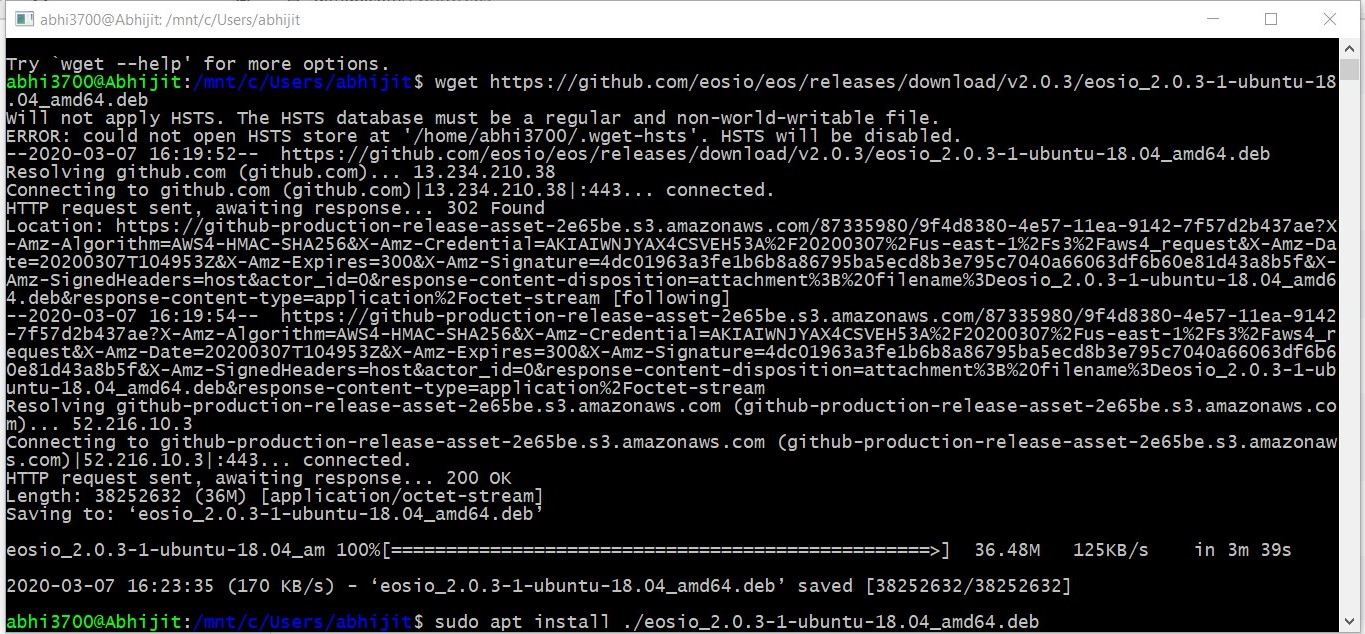 abhi3700@Abhijit: /mnt/c/Users/abhijit
Try `wget --help' for more options.
abhi3700@Abhijit:/mnt/c/Users/abhijit$ wget https://github.com/eosio/eos/releases/download/v2.0.3/eosio_2.0.3-1-ubuntu-18
.04_amd64.deb
Will not apply HSTS. The HSTS database must be a regular and non-world-writable file.
ERROR: could not open HSTS store at '/home/abhi3700/.wget-hsts'. HSTS will be disabled.
--2020-03-07 16:19:52--  https://github.com/eosio/eos/releases/download/v2.0.3/eosio_2.0.3-1-ubuntu-18.04_amd64.deb
Resolving github.com (github.com)... 13.234.210.38
Connecting to github.com (github.com)|13.234.210.38|:443... connected.
HTTP request sent, awaiting response... 302 Found
Location: https://github-production-release-asset-2e65be.s3.amazonaws.com/87335980/9f4d8380-4e57-11ea-9142-7f57d2b437ae?X
-Amz-Algorithm=AWS4-HMAC-SHA256&X-Amz-Credential=AKIAIWNJYAX4CSVEH53A%2F20200307%2Fus-east-1%2Fs3%2Faws4_request&X-Amz-Da
te=20200307T104953Z&X-Amz-Expires=300&X-Amz-Signature=4dc01963a3fe1b6b8a86795ba5ecd8b3e795c7040a66063df6b60e81d43a8b5f&X-
Amz-SignedHeaders=host&actor_id=0&response-content-disposition=attachment%3B%20filename%3Deosio_2.0.3-1-ubuntu-18.04_amd6
4.deb&response-content-type=application%2Foctet-stream [following]
--2020-03-07 16:19:54--  https://github-production-release-asset-2e65be.s3.amazonaws.com/87335980/9f4d8380-4e57-11ea-9142
-7f57d2b437ae?X-Amz-Algorithm=AWS4-HMAC-SHA256&X-Amz-Credential=AKIAIWNJYAX4CSVEH53A%2F20200307%2Fus-east-1%2Fs3%2Faws4_r
equest&X-Amz-Date=20200307T104953Z&X-Amz-Expires=300&X-Amz-Signature=4dc01963a3fe1b6b8a86795ba5ecd8b3e795c7040a66063df6b6
0e81d43a8b5f&X-Amz-SignedHeaders=host&actor_id=0&response-content-disposition=attachment%3B%20filename%3Deosio_2.0.3-1-ub
untu-18.04_amd64.deb&response-content-type=application%2Foctet-stream
Resolving github-production-release-asset-2e65be.s3.amazonaws.com (github-production-release-asset-2e65be.s3.amazonaws.co
m)... 52.216.10.3
Connecting to github-production-release-asset-2e65be.s3.amazonaws.com (github-production-release-asset-2e65be.s3.amazonaw
s.com)|52.216.10.3|:443... connected.
HTTP request sent, awaiting response... 200 OK
Length: 38252632 (36M) [application/octet-stream]
Saving to: ‘eosio_2.0.3-1-ubuntu-18.04_amd64.deb’
eosio_2.0.3-1-ubuntu-18.04_am 100%[=================================================>]  36.48M   125KB/s    in 3m 39s
2020-03-07 16:23:35 (170 KB/s) - ‘eosio_2.0.3-1-ubuntu-18.04_amd64.deb’ saved [38252632/38252632]
abhi3700@Abhijit:/mnt/c/Users/abhijit$ sudo apt install ./eosio_2.0.3-1-ubuntu-18.04_amd64.deb